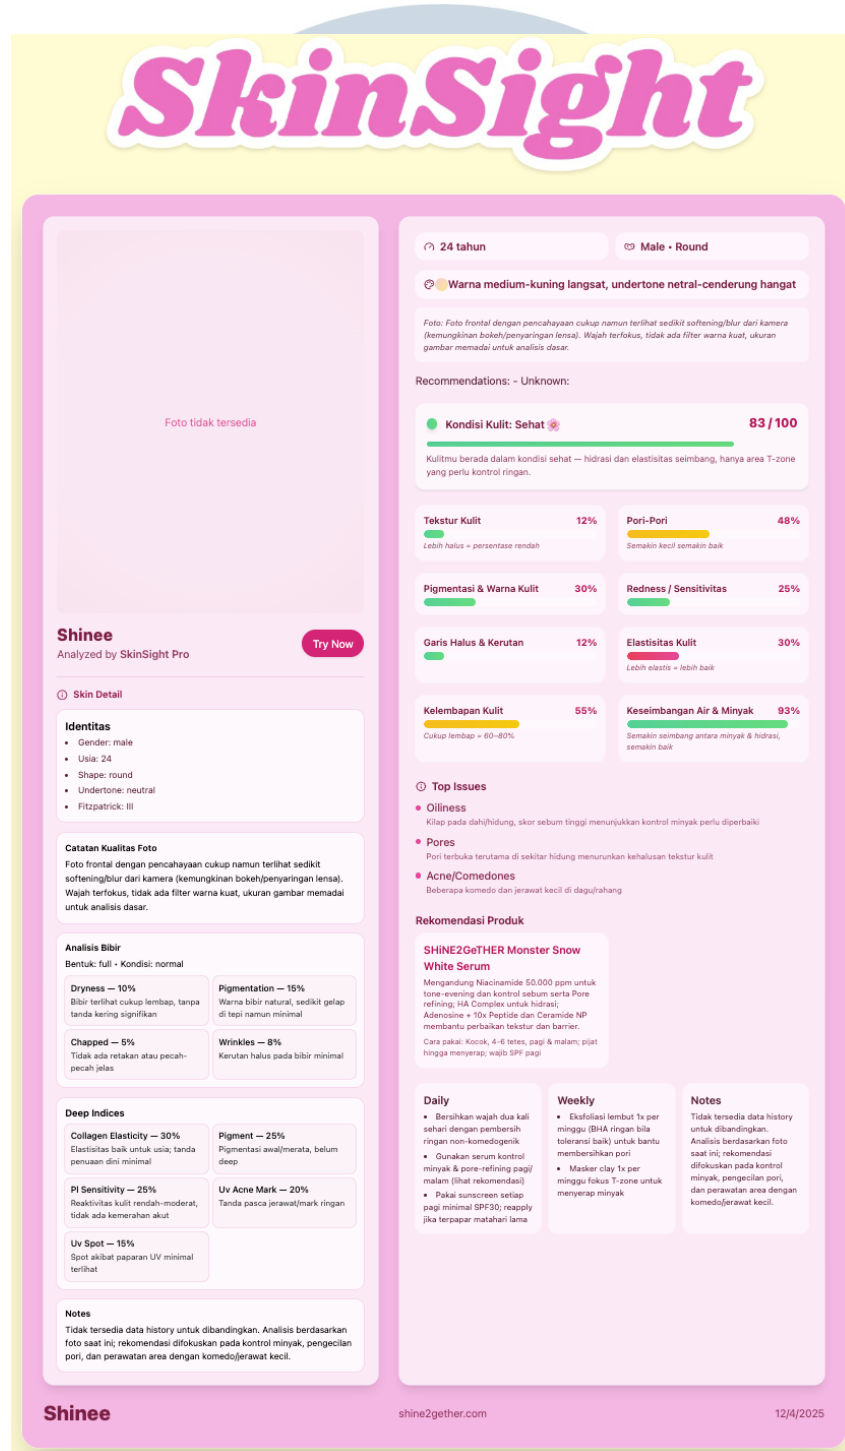 SkinSight
Foto tidak tersedia
Shinee
Analyzed by SkinSight Pro
Try Now
Skin Detail
Identitas
• Gender: male
• Usia: 24
• Shape: round
• Undertone: neutral
• Fitzpatrick: III
Catatan Kualitas Foto
Foto frontal dengan pencahayaan cukup namun terlihat sedikit
softening/blur dari kamera (kemungkinan bokeh/penyaringan lensa).
Wajah terfokus, tidak ada filter warna kuat, ukuran gambar memadai
untuk analisis dasar.
Analisis Bibir
Bentuk: full • Kondisi: normal
Dryness — 10%
Bibir terlihat cukup lembap, tanpa
tanda kering signifikan
Pigmentation — 15%
Warna bibir natural, sedikit gelap
di tepi namun minimal
Chapped — 5%
Tidak ada retakan atau pecah-
pecah jelas
Wrinkles — 8%
Kerutan halus pada bibir minimal
Deep Indices
Collagen Elasticity — 30%
Elastisitas baik untuk usia; tanda
penuaan dini minimal
Pigment — 25%
Pigmentasi awal/merata, belum
deep
PI Sensitivity — 25%
Reaktivitas kulit rendah-moderat,
tidak ada kemerahan akut
Uv Acne Mark — 20%
Tanda pasca jerawat/mark ringan
Uv Spot — 15%
Spot akibat paparan UV minimal
terlihat
Notes
Tidak tersedia data history untuk dibandingkan. Analisis berdasarkan
foto saat ini; rekomendasi difokuskan pada kontrol minyak, pengecilan
pori, dan perawatan area dengan komedo/jerawat kecil.
24 tahun
Male • Round
Warna medium-kuning langsat, undertone netral-cenderung hangat
Foto: Foto frontal dengan pencahayaan cukup namun terlihat sedikit softening/blur dari kamera
(kemungkinan bokeh/penyaringan lensa). Wajah terfokus, tidak ada filter warna kuat, ukuran
gambar memadai untuk analisis dasar.
Recommendations: - Unknown:
Kondisi Kulit: Sehat 🌸
83 / 100
Kulitmu berada dalam kondisi sehat — hidrasi dan elastisitas seimbang, hanya area T-zone
yang perlu kontrol ringan.
Tekstur Kulit 12%
Lebih halus = persentase rendah
Pori-Pori 48%
Semakin kecil semakin baik
Pigmentasi & Warna Kulit 30%
Redness / Sensitivitas 25%
Garis Halus & Kerutan 12%
Elastisitas Kulit 30%
Lebih elastis = lebih baik
Kelembapan Kulit 55%
Cukup lembap = 60–80%
Keseimbangan Air & Minyak 93%
Semakin seimbang antara minyak & hidrasi,
semakin baik
Top Issues
• Oiliness
Kilap pada dahi/hidung, skor sebum tinggi menunjukkan kontrol minyak perlu diperbaiki
• Pores
Pori terbuka terutama di sekitar hidung menurunkan kehalusan tekstur kulit
• Acne/Comedones
Beberapa komedo dan jerawat kecil di dagu/rahang
Rekomendasi Produk
SHiNE2GeTHER Monster Snow
White Serum
Mengandung Niacinamide 50.000 ppm untuk
tone-evening dan kontrol sebum serta Pore
refining; HA Complex untuk hidrasi;
Adenosine + 10x Peptide dan Ceramide NP
membantu perbaikan tekstur dan barrier.
Cara pakai: Kocok, 4-6 tetes, pagi & malam; pijat
hingga menyerap; wajib SPF pagi
Daily
• Bersihkan wajah dua kali
sehari dengan pembersih
ringan non-komedogenik
• Gunakan serum kontrol
minyak & pore-refining pagi/
malam (lihat rekomendasi)
• Pakai sunscreen setiap
pagi minimal SPF30; reapply
jika terpapar matahari lama
Weekly
• Eksfoliasi lembut 1x per
minggu (BHA ringan bila
toleransi baik) untuk bantu
membersihkan pori
• Masker clay 1x per
minggu fokus T-zone untuk
menyerap minyak
Notes
Tidak tersedia data history
untuk dibandingkan.
Analisis berdasarkan foto
saat ini; rekomendasi
difokuskan pada kontrol
minyak, pengecilan pori,
dan perawatan area dengan
komedo/jerawat kecil.
Shinee
shine2gether.com
12/4/2025